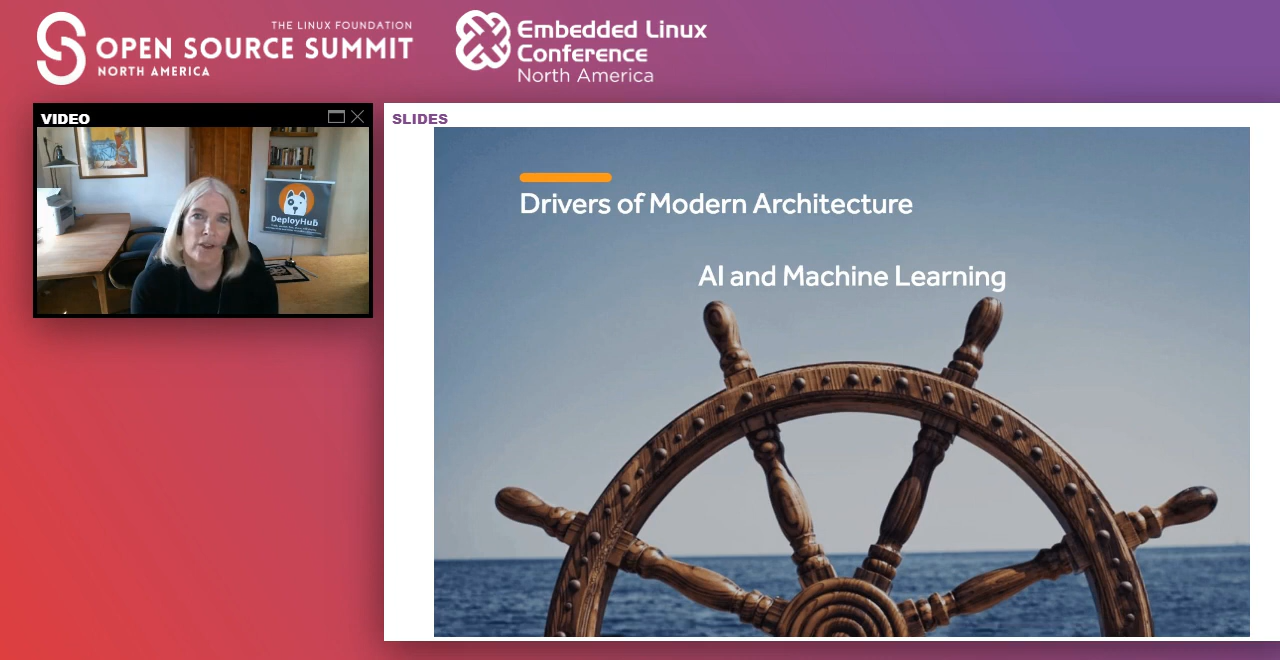 THE LINUX FOUNDATION
OPEN SOURCE SUMMIT
NORTH AMERICA
Embedded Linux
Conference
North America
VIDEO
DeployHub
SLIDES
Drivers of Modern Architecture
AI and Machine Learning